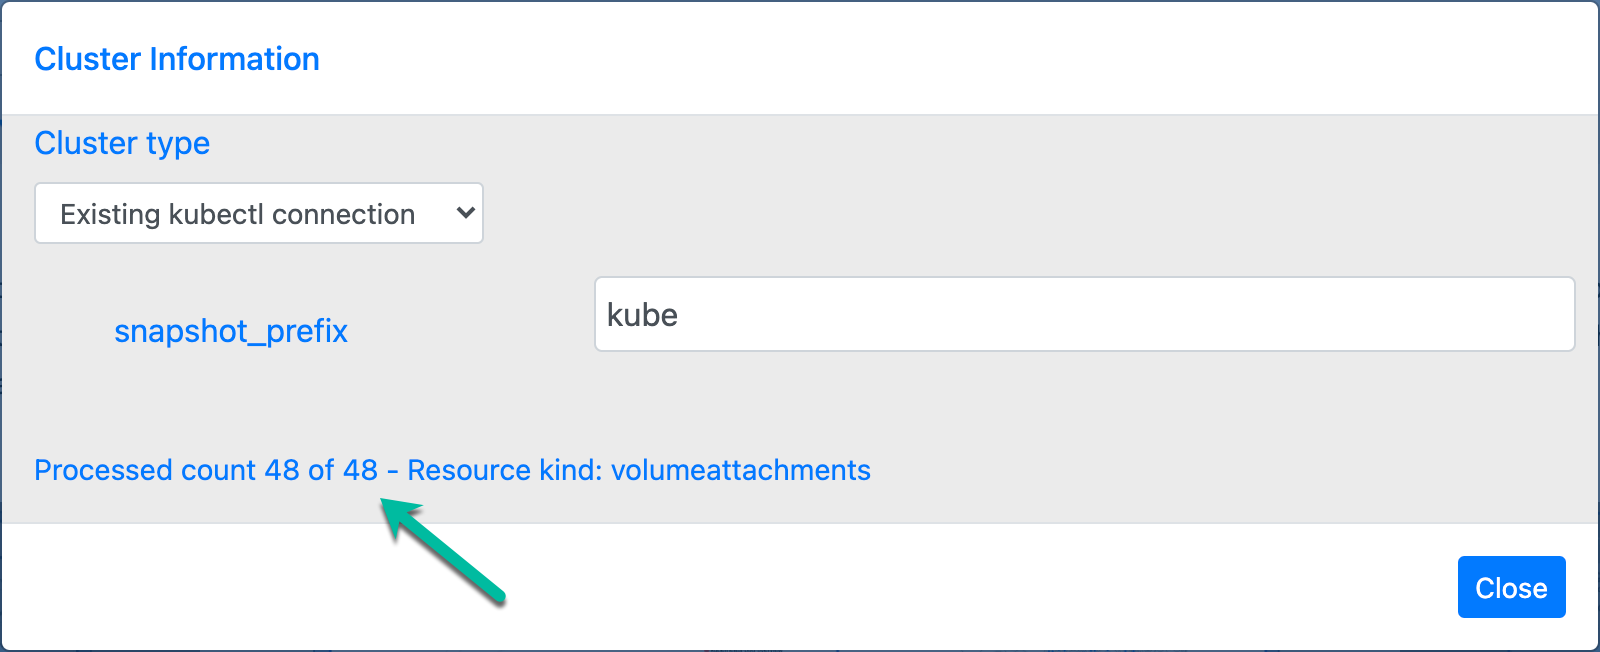 Cluster Information
Cluster type
Existing kubectl connection
snapshot_prefix
kube
Processed count 48 of 48 - Resource kind: volumeattachments
Close